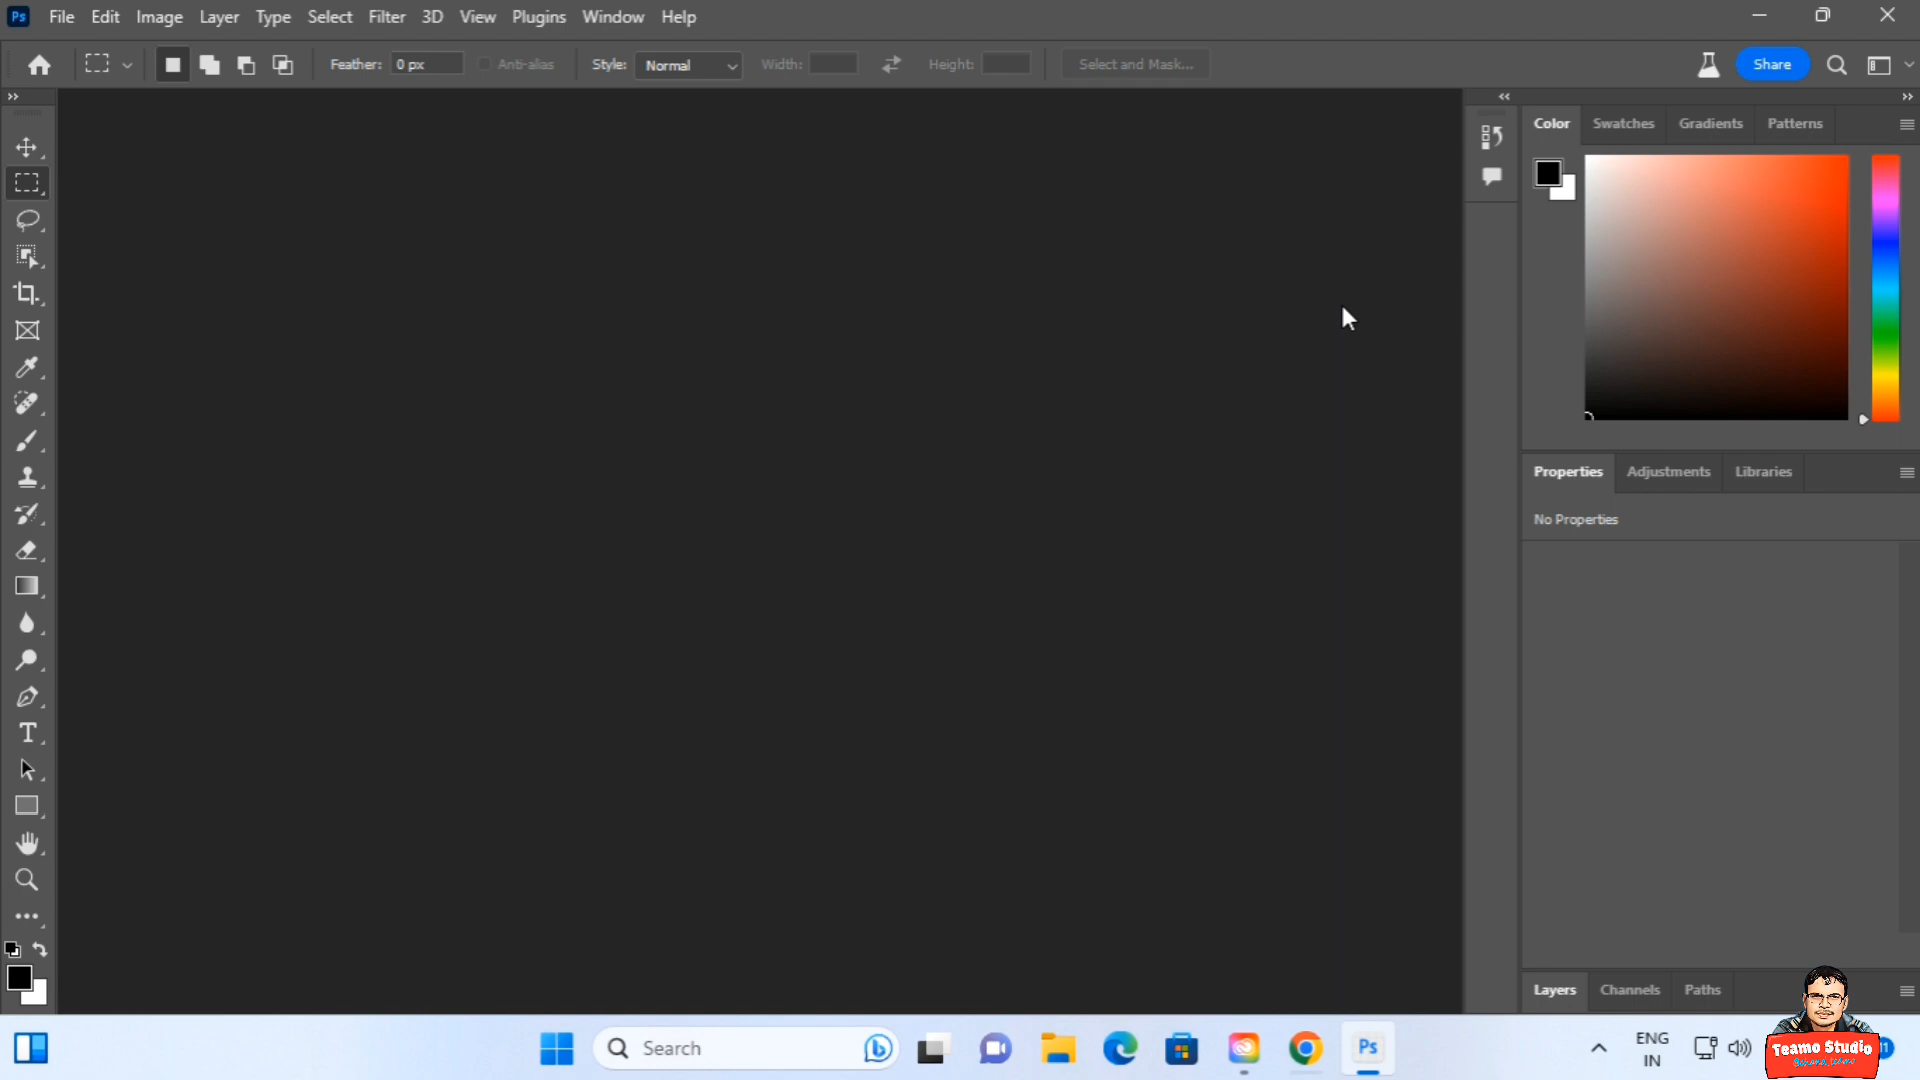 Ps File Edit Image Layer Type Select Filter 3D View Plugins Window Help
Feather: 0 px Anti-alias Style: Normal Width: Height: Select and Mask... Share
Color Swatches Gradients Patterns
Properties Adjustments Libraries
No Properties
T
Layers Channels Paths
Search
Ps
ENG
IN
Teamo Studio